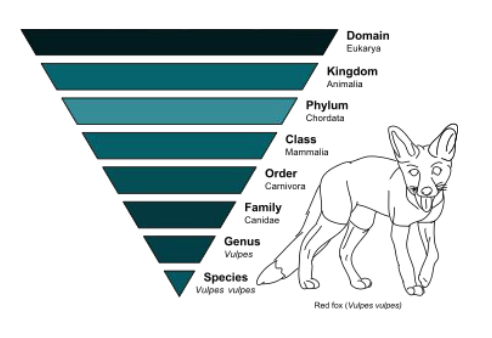 Domain
Eukarya
Kingdom
Animalia
Phylum
Chordata
Class
Mammalia
Order
Carnivora
Family
Canidae
Genus
Vulpes
Species
Vulpes vulpes
Red fox (Vulpes vulpes)